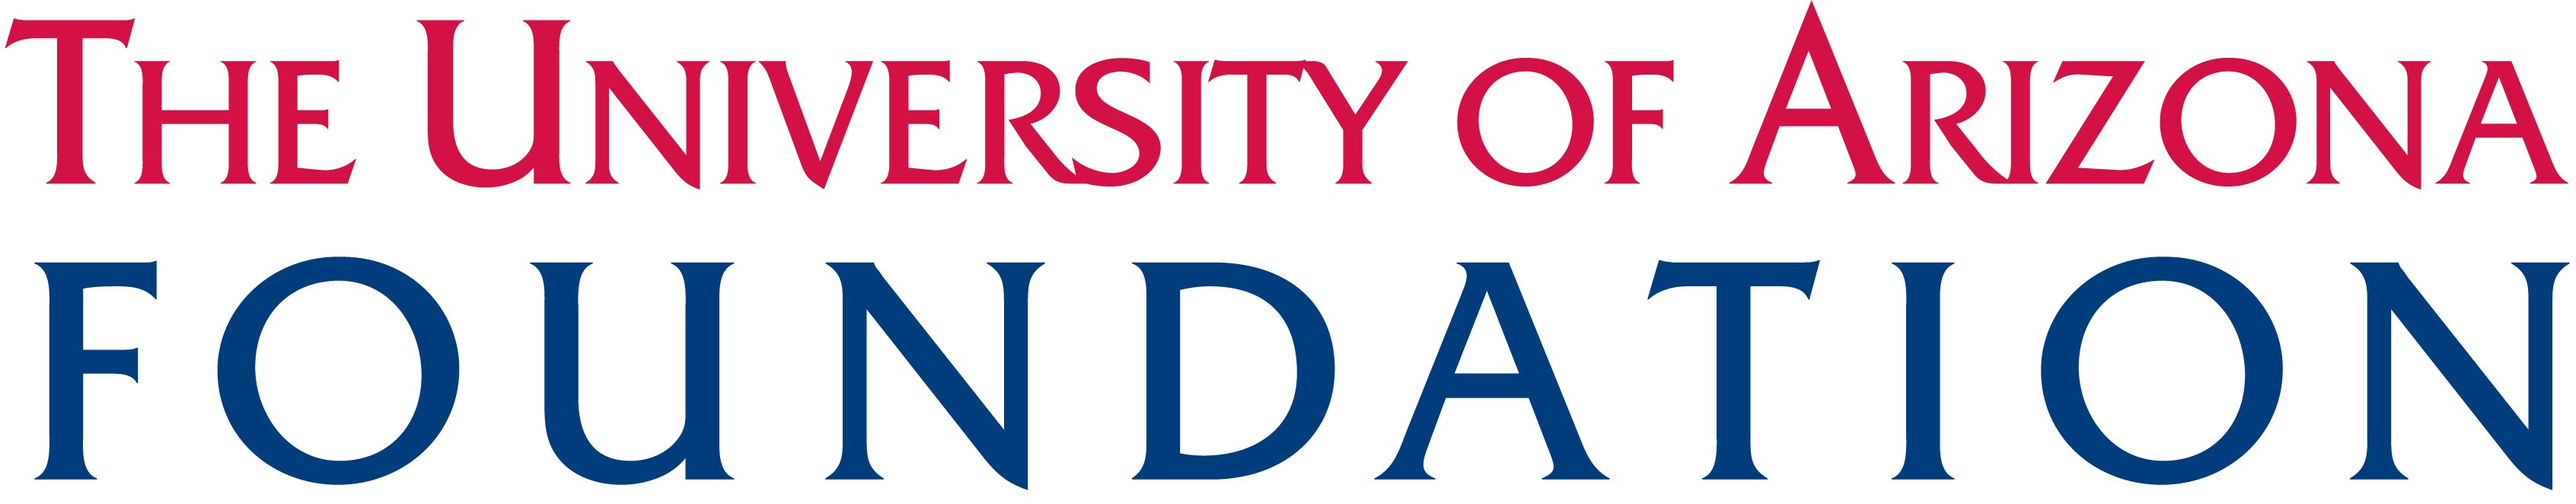 THE UNIVERSITY OF ARIZONA
FOUNDATION